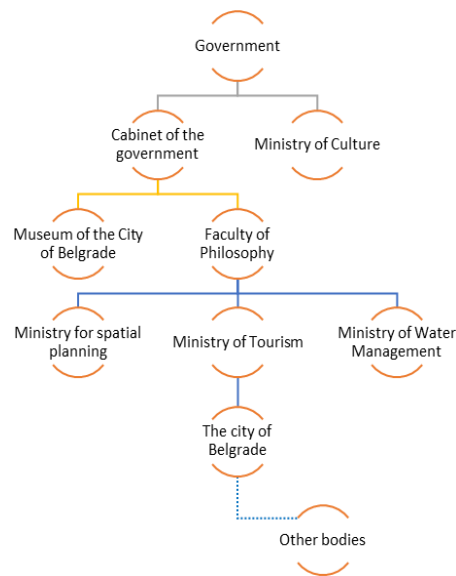 Government
Cabinet of the
government
Ministry of Culture
Museum of the City
of Belgrade
Faculty of
Philosophy
Ministry for spatial
planning
Ministry of Tourism
Ministry of Water
Management
The city of
Belgrade
Other bodies